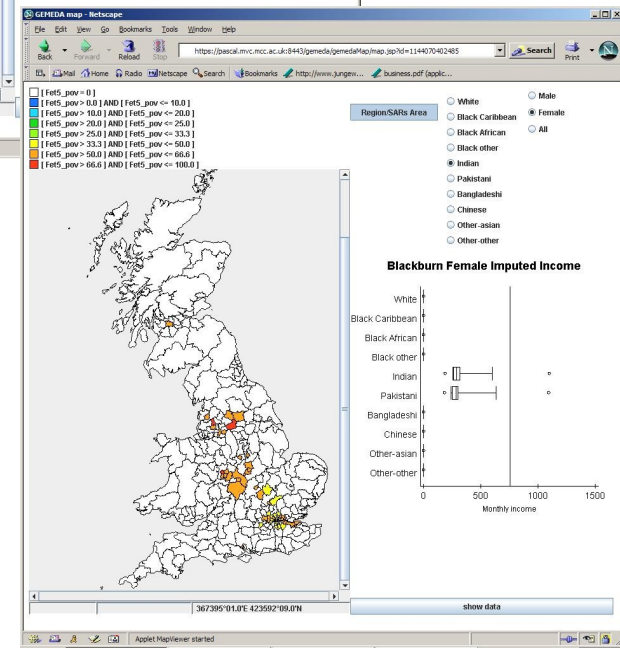 GEMEDA map - Netscape
File Edit View Go Bookmarks Tools Window Help
Back Forward Reload Stop https://pascal.mvc.mcc.ac.uk:8443/gemeda/gemedaMap/map.jsp?id=1144070402485 Search Print
Mail Home Radio Netscape Search Bookmarks http://www.jungew... business.pdf (applic...
[ Fet5_pov = 0 ]
[ Fet5_pov > 0.0 ] AND [ Fet5_pov <= 10.0 ]
[ Fet5_pov > 10.0 ] AND [ Fet5_pov <= 20.0 ]
[ Fet5_pov > 20.0 ] AND [ Fet5_pov <= 25.0 ]
[ Fet5_pov > 25.0 ] AND [ Fet5_pov <= 33.3 ]
[ Fet5_pov > 33.3 ] AND [ Fet5_pov <= 50.0 ]
[ Fet5_pov > 50.0 ] AND [ Fet5_pov <= 66.6 ]
[ Fet5_pov > 66.6 ] AND [ Fet5_pov <= 100.0 ]
Region/SARs Area
White
Black Caribbean
Black African
Black other
Indian
Pakistani
Bangladeshi
Chinese
Other-asian
Other-other
Male
Female
All
Blackburn Female Imputed Income
White
Black Caribbean
Black African
Black other
Indian
Pakistani
Bangladeshi
Chinese
Other-asian
Other-other
0 500 1000 1500
Monthly income
367395°01.0'E 423592°09.0'N
show data
Applet MapViewer started